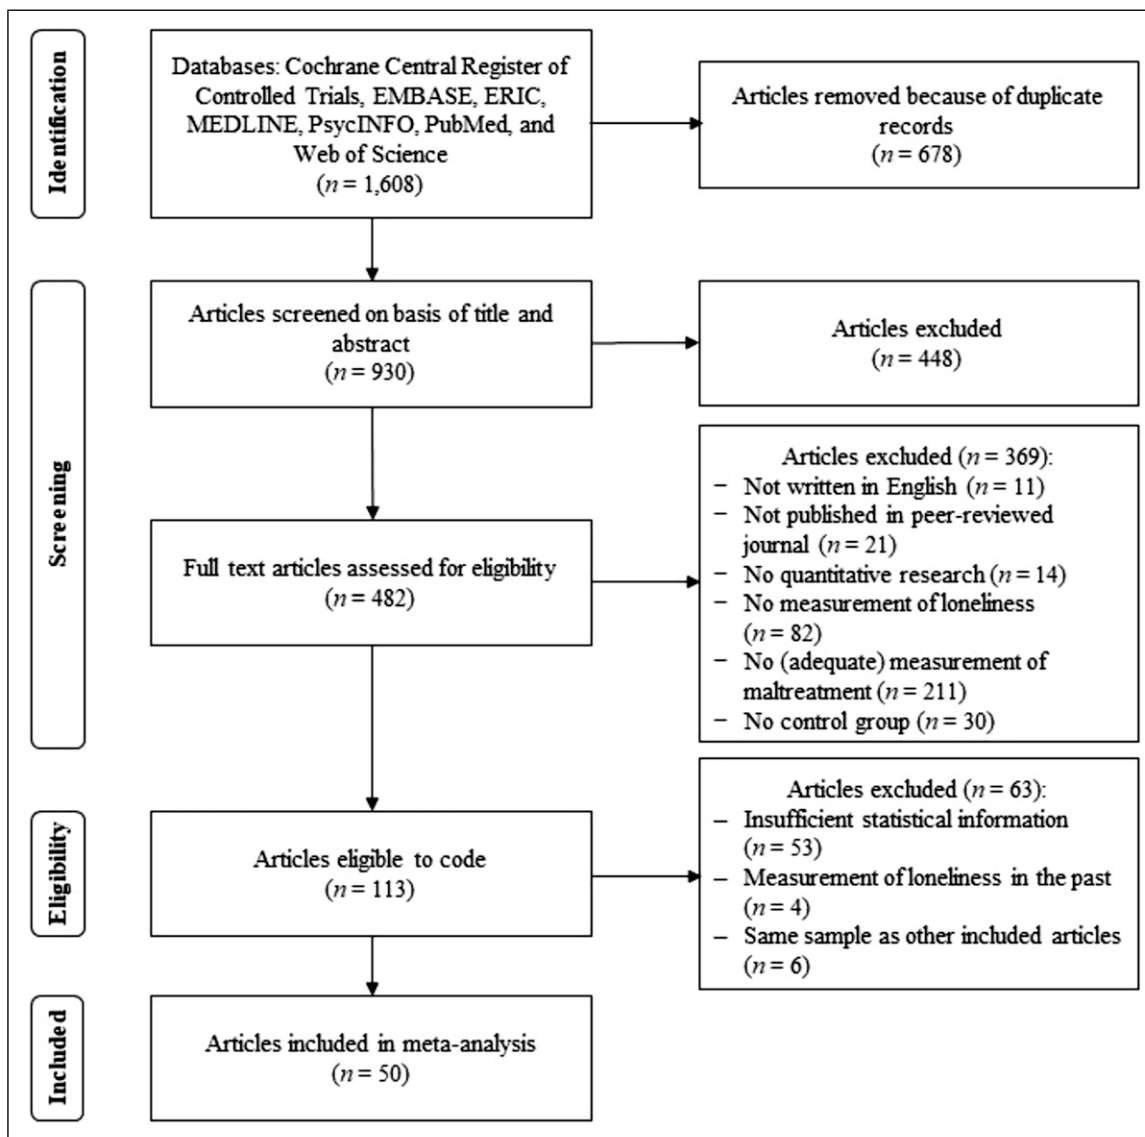 Identification
Databases: Cochrane Central Register of
Controlled Trials, EMBASE, ERIC,
MEDLINE, PsycINFO, PubMed, and
Web of Science
(n = 1,608)
Articles removed because of duplicate
records
(n = 678)
Screening
Articles screened on basis of title and
abstract
(n = 930)
Articles excluded
(n = 448)
Full text articles assessed for eligibility
(n = 482)
Articles excluded (n = 369):
− Not written in English (n = 11)
− Not published in peer-reviewed
journal (n = 21)
− No quantitative research (n = 14)
− No measurement of loneliness
(n = 82)
− No (adequate) measurement of
maltreatment (n = 211)
− No control group (n = 30)
Eligibility
Articles eligible to code
(n = 113)
Articles excluded (n = 63):
− Insufficient statistical information
(n = 53)
− Measurement of loneliness in the past
(n = 4)
− Same sample as other included articles
(n = 6)
Included
Articles included in meta-analysis
(n = 50)